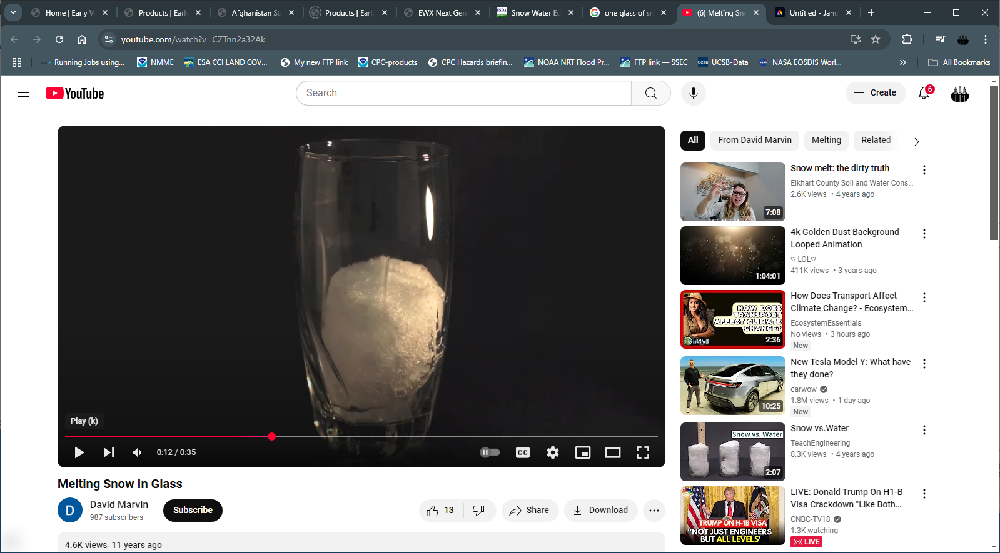 Home | Early W
Products | Early
Afghanistan St
Products | Early
EWX Next Gen
USDA
Snow Water Eq
one glass of sn
(6) Melting Sn
Untitled - Janu
youtube.com/watch?v=CZTnn2a32Ak
Running Jobs using...
NMME
ESA CCI LAND COV...
My new FTP link
CPC-products
CPC Hazards briefin...
NOAA NRT Flood Pr...
FTP link — SSEC
UCSB
UCSB-Data
NASA EOSDIS Worl...
All Bookmarks
YouTube
Search
Create
6
Play (k)
0:12 / 0:35
CC
Melting Snow In Glass
D
David Marvin
987 subscribers
Subscribe
13
Share
Download
4.6K views 11 years ago
All
From David Marvin
Melting
Related
Snow melt: the dirty truth
Elkhart County Soil and Water Cons...
2.6K views • 4 years ago
7:08
4k Golden Dust Background
Looped Animation
♡ LOL♡
411K views • 3 years ago
1:04:01
How Does Transport Affect
Climate Change? - Ecosystem...
EcosystemEssentials
No views • 3 hours ago
New
HOW DOES
TRANSPORT
AFFECT CLIMATE
CHANGE?
ECOSYSTEM
ESSENTIALS
2:36
New Tesla Model Y: What have
they done?
carwow
1.8M views • 1 day ago
New
10:25
Snow vs.Water
TeachEngineering
8.3K views • 4 years ago
Snow vs. Water
2:07
LIVE: Donald Trump On H1-B
Visa Crackdown "Like Both...
CNBC-TV18
1.3K watching
LIVE
TRUMP ON H-1B VISA
'NOT JUST ENGINEERS
BUT ALL LEVELS'